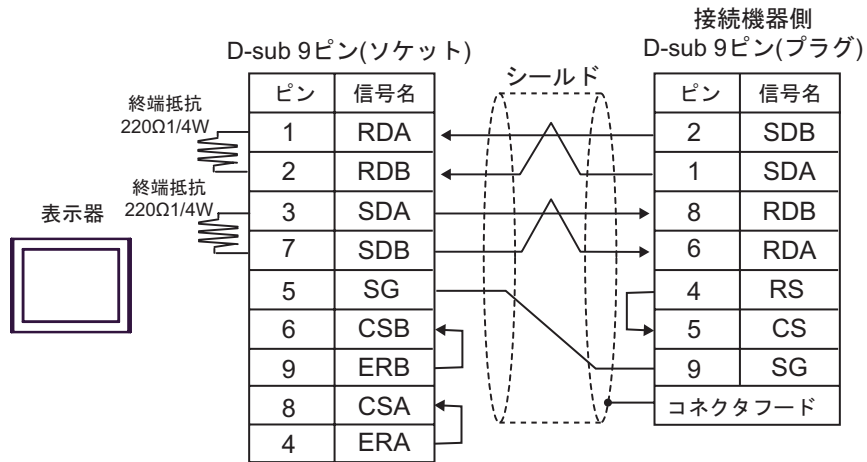 接続機器側
D-sub 9ピン(ソケット)
D-sub 9ピン(プラグ)
シールド
ピン 信号名
ピン 信号名
終端抵抗
220Ω1/4W
終端抵抗
220Ω1/4W
表示器
1 RDA
2 RDB
3 SDA
7 SDB
5 SG
6 CSB
9 ERB
8 CSA
4 ERA
2 SDB
1 SDA
8 RDB
6 RDA
4 RS
5 CS
9 SG
コネクタフード